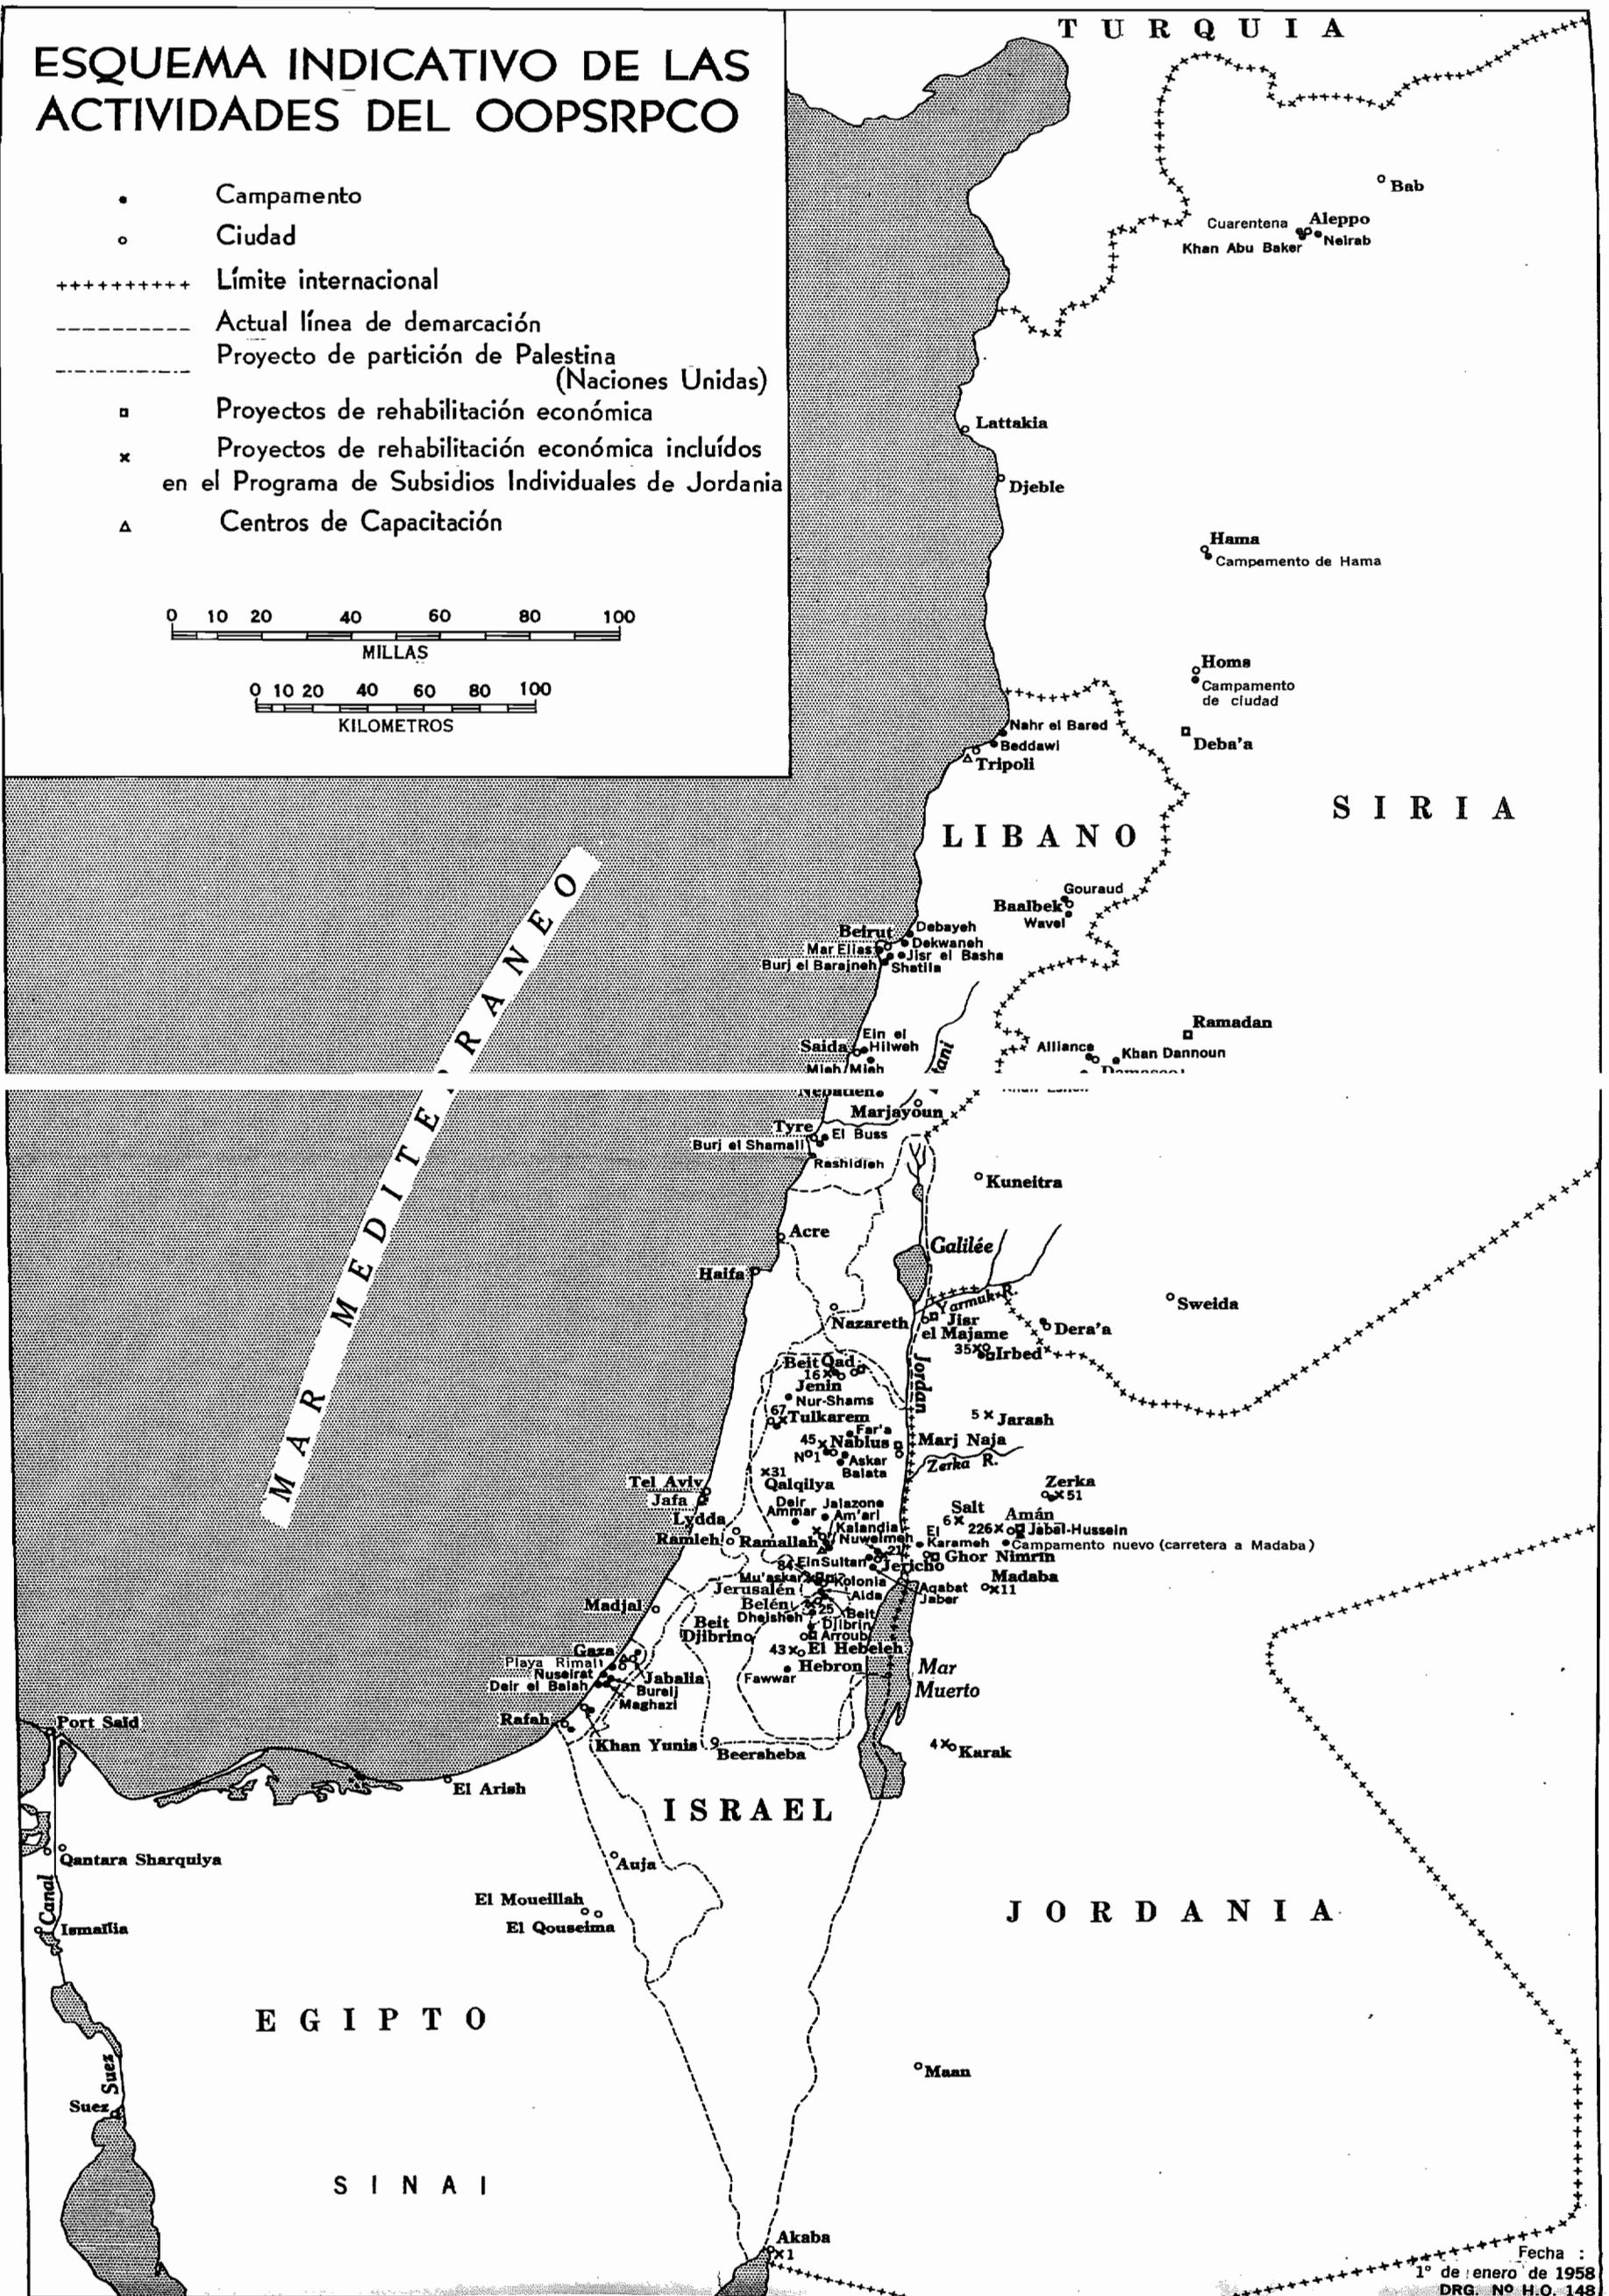 ESQUEMA INDICATIVO DE LAS
ACTIVIDADES DEL OOPSRPCO
Campamento
Ciudad
Límite internacional
Actual línea de demarcación
Proyecto de partición de Palestina
(Naciones Unidas)
Proyectos de rehabilitación económica
Proyectos de rehabilitación económica incluídos
en el Programa de Subsidios Individuales de Jordania
Centros de Capacitación
0 10 20 40 60 80 100
MILLAS
0 10 20 40 60 80 100
KILOMETROS
TURQUIA
Bab
Cuarentena
Aleppo
Khan Abu Baker
Neirab
Lattakia
Djeble
Hama
Campamento de Hama
Homs
Campamento
de ciudad
Deba'a
Nahr el Bared
Beddawi
Tripoli
SIRIA
LIBANO
MAR MEDITERRANEO
Gouraud
Baalbek
Wavel
Beirut
Debayeh
Mar Elias
Dekwaneh
Jisr el Basha
Burj el Barajneh
Shatila
Ramadan
Ein el
Hilweh
Saida
Mieh Mieh
tani
Alliance
Khan Dannoun
Marjayoun
Tyre
El Buss
Burj el Shamali
Rashidieh
Kuneitra
Acre
Galilée
Haifa
Yarmuk R.
Sweida
Nazareth
Jisr
el Majame
Dera'a
35
Irbed
Jordan
Beit Qad
16
Jenin
Nur-Shams
67
Tulkarem
5
Jarash
Far'a
45
Nablus
Marj Naja
Nº1
Askar
Balata
Zerka R.
31
Qalqilya
Zerka
51
Tel Aviv
Jafa
Deir
Ammar
Jalazone
Am'ari
Salt
6
Amán
226
Jabal-Hussein
Lydda
Kalandia
Ramleh
Ramallah
Nuweimeh
El
Karameh
Campamento nuevo (carretera a Madaba)
21
Ein Sultan
Jericho
Ghor Nimrin
84
Mu'askar
Kolonia
Madaba
11
Jerusalén
Aida
Aqabat
Jaber
Belén
25
Dheisheh
Beit
Djibrin
Madjal
Beit
Djibrin
Arroub
43
El Hebeleh
Gaza
Playa Rimal
Hebron
Mar
Muerto
Nuseirat
Jabalia
Fawwar
Deir el Balah
Bureij
Maghazi
Rafah
Khan Yunis
Beersheba
4
Karak
Port Said
El Arish
ISRAEL
Qantara Sharquiya
Auja
El Moueillah
El Qouseima
JORDANIA
Canal
Ismaïlia
EGIPTO
Maan
Suez
Suez
SINAI
Akaba
1
Fecha :
1º de enero de 1958
DRG. Nº H.Q. 148